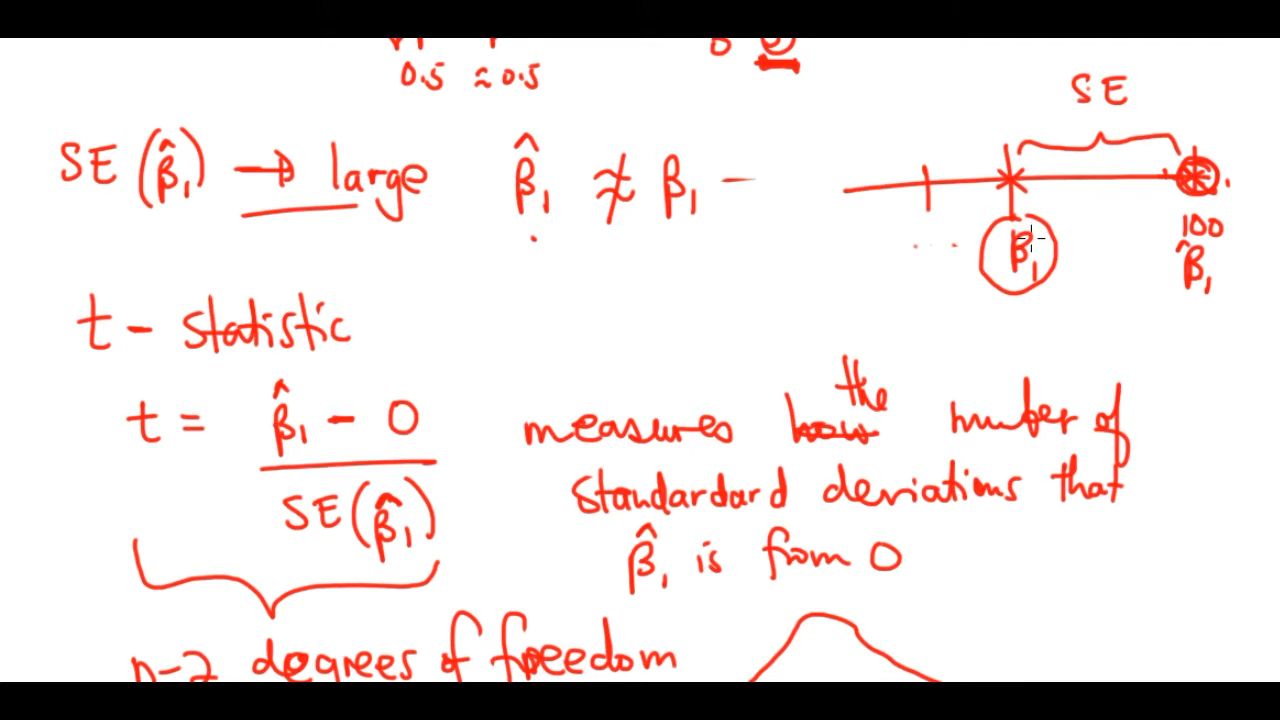 0.5 ≈0.5
SE
SE(β̂₁) → large β̂₁ ≉ β₁ –
β₁
100
β̂₁
t - statistic
the
t = β̂₁ - 0 measures how number of
SE(β̂₁) standardard deviations that
β̂₁ is from 0
n-2 degrees of freedom